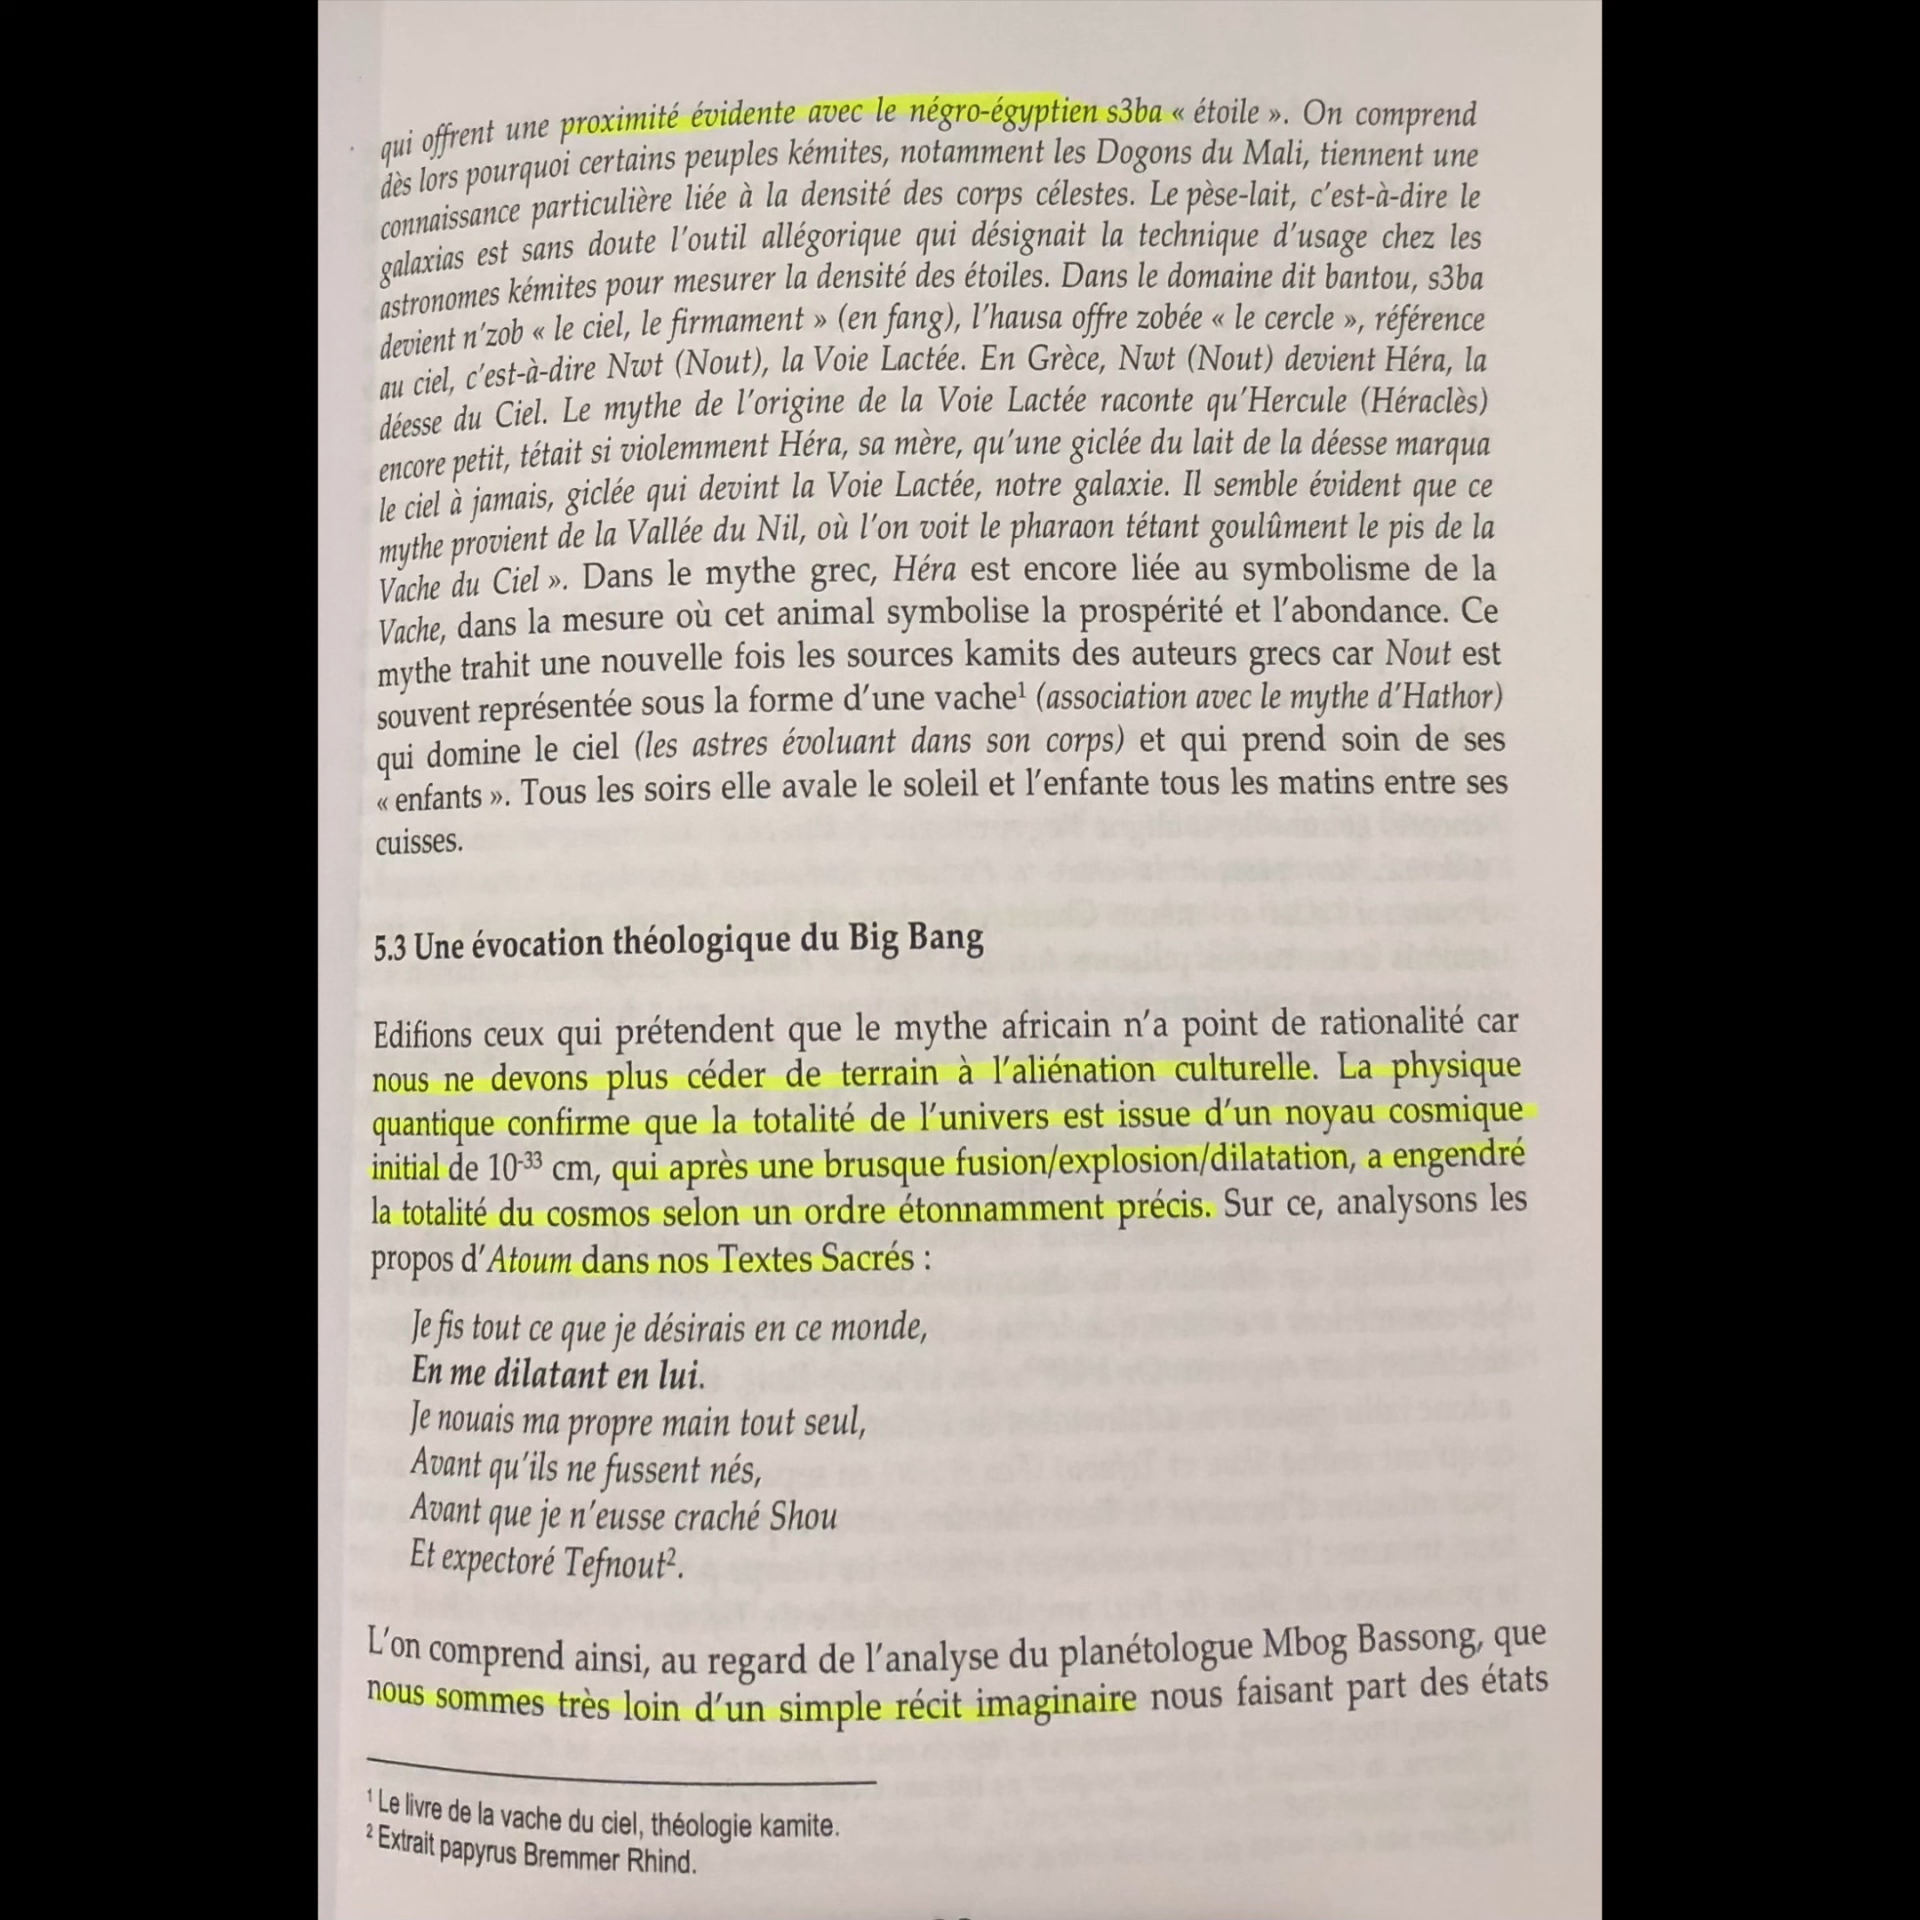 qui offrent une proximité évidente avec le négro-égyptien s3ba « étoile ». On comprend
dès lors pourquoi certains peuples kémites, notamment les Dogons du Mali, tiennent une
connaissance particulière liée à la densité des corps célestes. Le pèse-lait, c'est-à-dire le
galaxias est sans doute l'outil allégorique qui désignait la technique d'usage chez les
astronomes kémites pour mesurer la densité des étoiles. Dans le domaine dit bantou, s3ba
devient n'zob « le ciel, le firmament » (en fang), l'hausa offre zobée « le cercle », référence
au ciel, c'est-à-dire Nwt (Nout), la Voie Lactée. En Grèce, Nwt (Nout) devient Héra, la
déesse du Ciel. Le mythe de l'origine de la Voie Lactée raconte qu'Hercule (Héraclès)
encore petit, tétait si violemment Héra, sa mère, qu'une giclée du lait de la déesse marqua
le ciel à jamais, giclée qui devint la Voie Lactée, notre galaxie. Il semble évident que ce
mythe provient de la Vallée du Nil, où l'on voit le pharaon tétant goulûment le pis de la
Vache du Ciel ». Dans le mythe grec, Héra est encore liée au symbolisme de la
Vache, dans la mesure où cet animal symbolise la prospérité et l'abondance. Ce
mythe trahit une nouvelle fois les sources kamits des auteurs grecs car Nout est
souvent représentée sous la forme d'une vache¹ (association avec le mythe d'Hathor)
qui domine le ciel (les astres évoluant dans son corps) et qui prend soin de ses
« enfants ». Tous les soirs elle avale le soleil et l'enfante tous les matins entre ses
cuisses.
5.3 Une évocation théologique du Big Bang
Edifions ceux qui prétendent que le mythe africain n'a point de rationalité car
nous ne devons plus céder de terrain à l'aliénation culturelle. La physique
quantique confirme que la totalité de l'univers est issue d'un noyau cosmique
initial de 10⁻³³ cm, qui après une brusque fusion/explosion/dilatation, a engendré
la totalité du cosmos selon un ordre étonnamment précis. Sur ce, analysons les
propos d'Atoum dans nos Textes Sacrés :
Je fis tout ce que je désirais en ce monde,
En me dilatant en lui.
Je nouais ma propre main tout seul,
Avant qu'ils ne fussent nés,
Avant que je n'eusse craché Shou
Et expectoré Tefnout².
L'on comprend ainsi, au regard de l'analyse du planétologue Mbog Bassong, que
nous sommes très loin d'un simple récit imaginaire nous faisant part des états
¹ Le livre de la vache du ciel, théologie kamite.
² Extrait papyrus Bremmer Rhind.